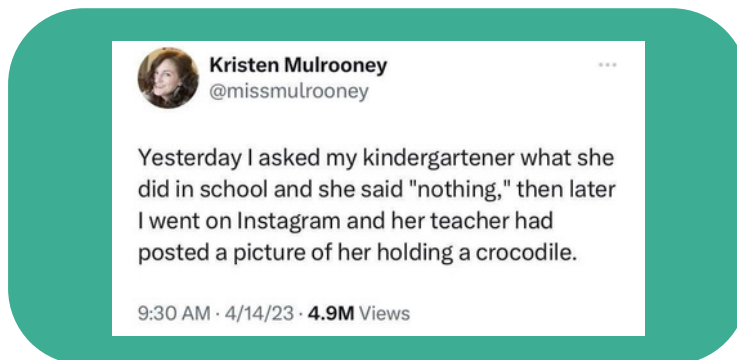 Kristen Mulrooney
@missmulrooney
Yesterday I asked my kindergartener what she
did in school and she said "nothing," then later
I went on Instagram and her teacher had
posted a picture of her holding a crocodile.
9:30 AM · 4/14/23 · 4.9M Views